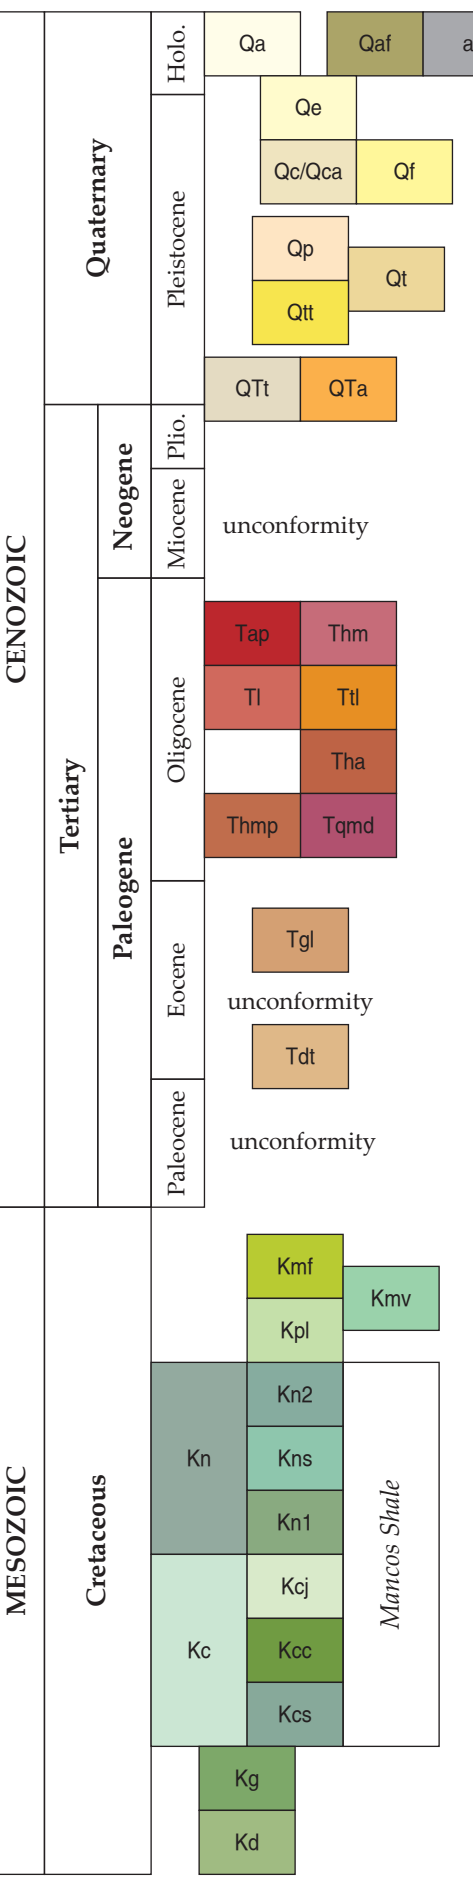 CENOZOIC
Quaternary
Holo.
Qa
Qaf
a
Pleistocene
Qe
Qc/Qca
Qf
Qp
Qt
Qtt
QTt
QTa
Tertiary
Neogene
Plio.
Miocene
unconformity
Paleogene
Oligocene
Tap
Thm
Tl
Ttl
Tha
Thmp
Tqmd
Eocene
Tgl
unconformity
Tdt
Paleocene
unconformity
MESOZOIC
Cretaceous
Kmf
Kmv
Kpl
Kn
Kn2
Kns
Kn1
Mancos Shale
Kc
Kcj
Kcc
Kcs
Kg
Kd